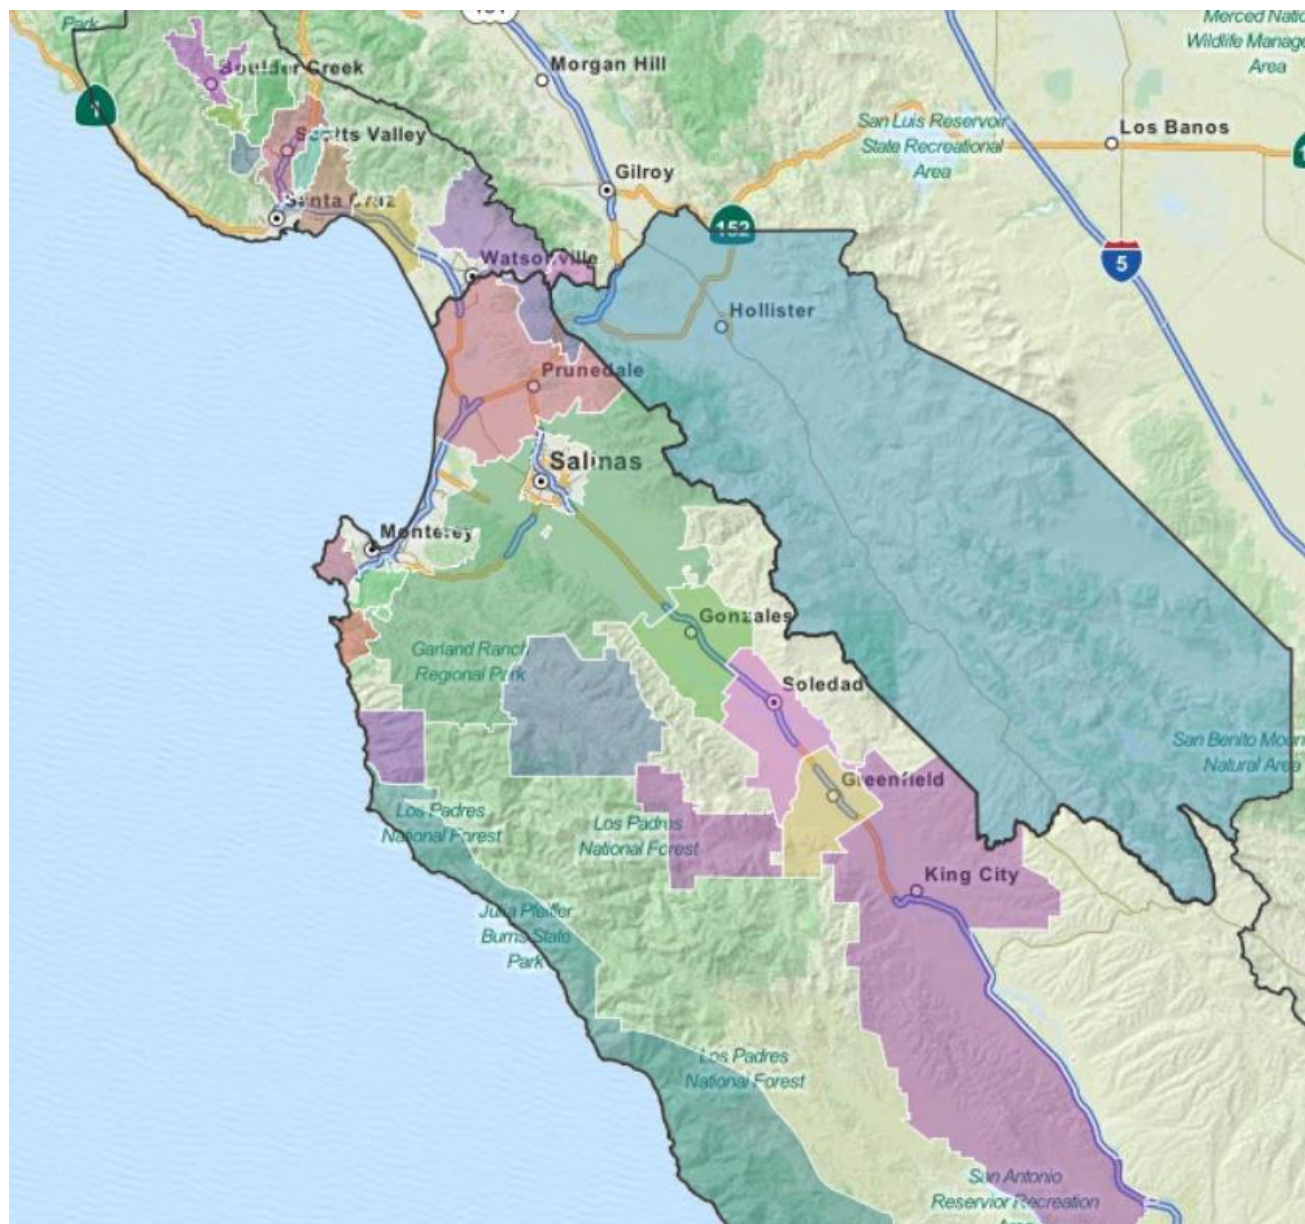 Park
Merced
Wildlife
Area
Boulder Creek
Morgan Hill
1
San Luis Reservoir
State Recreational
Area
Los Banos
Scotts Valley
Gilroy
Santa Cruz
152
5
Watsonville
Hollister
Prunedale
Salinas
Monterey
Gonzales
Garland Ranch
Regional Park
Soledad
San Benito
Natural Area
Greenfield
Los Padres
National Forest
Los Padres
National Forest
King City
Julia Pfeiffer
Burns State
Park
Los Padres
National Forest
San Antonio
Reservior Recreation